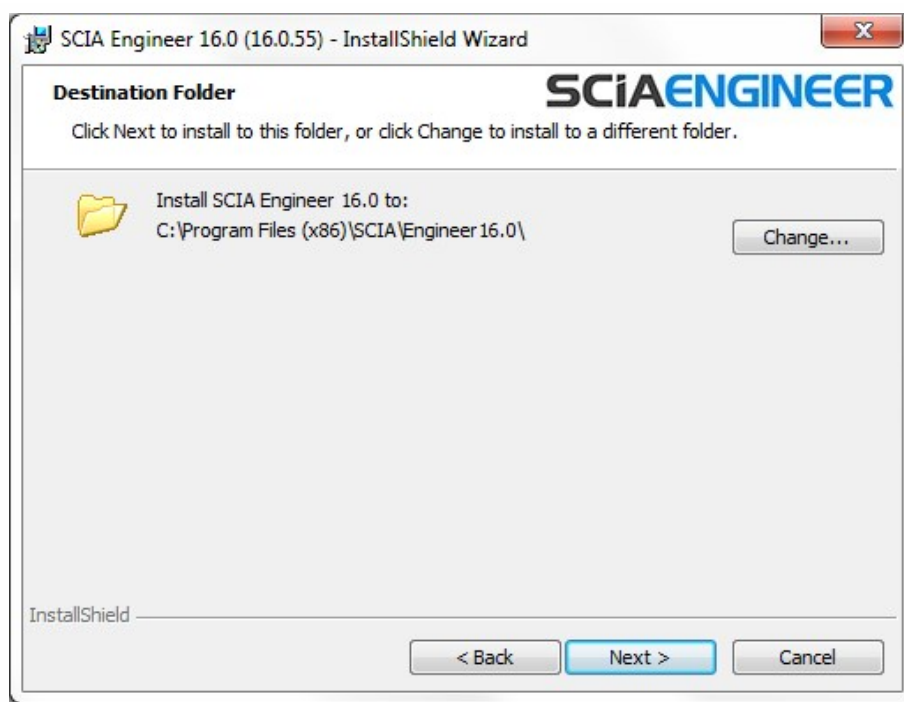 SCIA Engineer 16.0 (16.0.55) - InstallShield Wizard
Destination Folder
SCiAENGINEER
Click Next to install to this folder, or click Change to install to a different folder.
Install SCIA Engineer 16.0 to:
C:\Program Files (x86)\SCIA\Engineer16.0\
Change...
InstallShield
< Back
Next >
Cancel